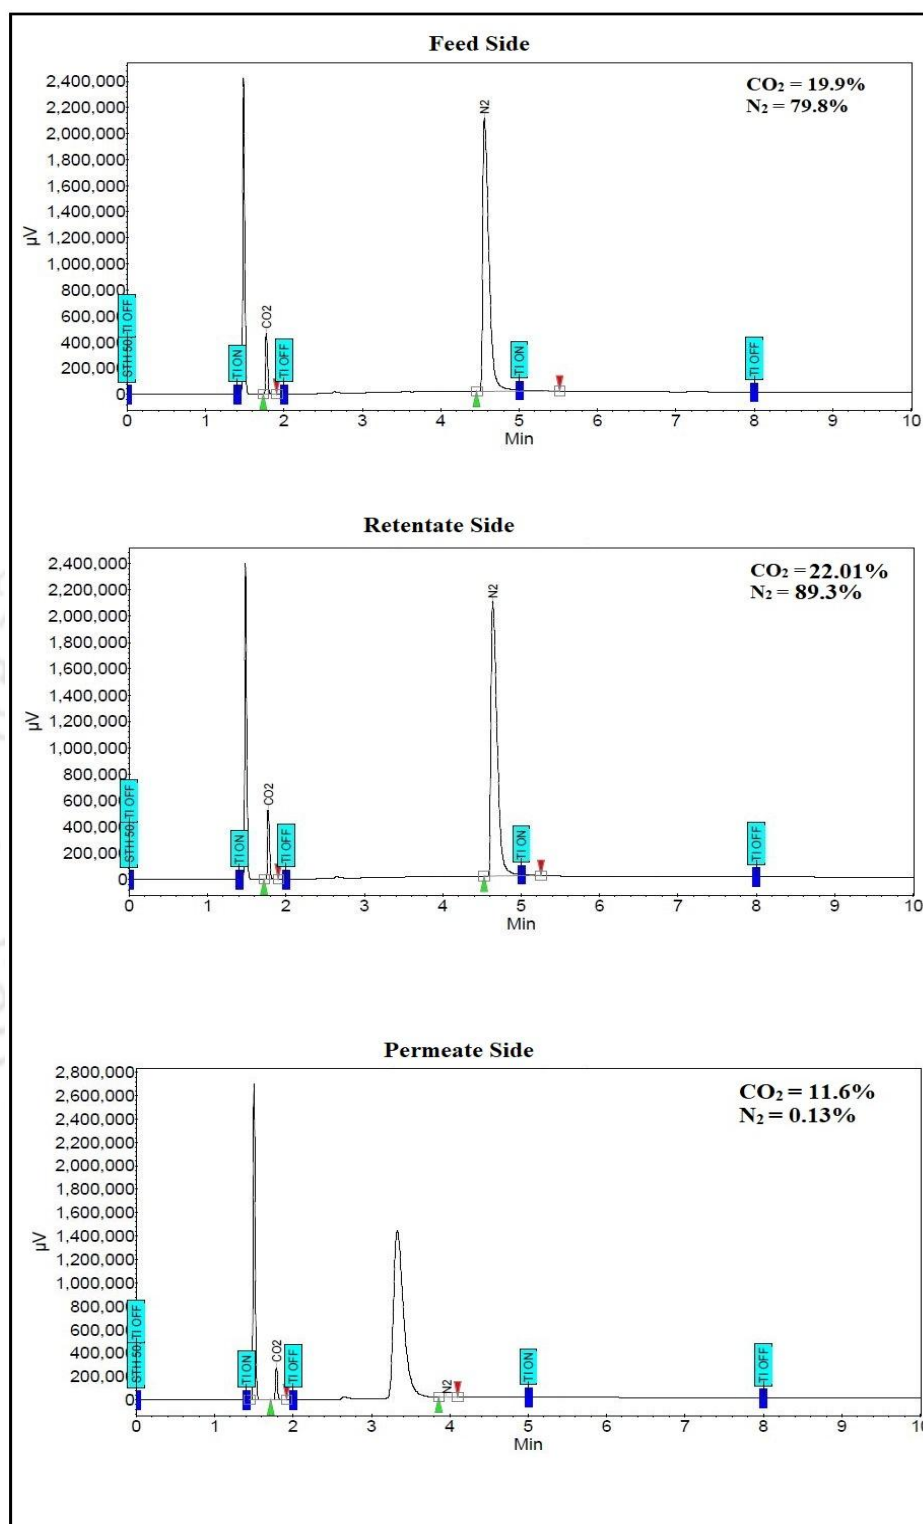 Feed Side
CO₂ = 19.9%
N₂ = 79.8%
2,400,000
2,200,000
2,000,000
1,800,000
1,600,000
1,400,000
1,200,000
1,000,000
800,000
600,000
400,000
200,000
0
µV
STH 50, TI OFF
TI ON
CO2
TI OFF
N2
TI ON
TI OFF
0 1 2 3 4 5 6 7 8 9 10
Min
Retentate Side
CO₂ = 22.01%
N₂ = 89.3%
2,400,000
2,200,000
2,000,000
1,800,000
1,600,000
1,400,000
1,200,000
1,000,000
800,000
600,000
400,000
200,000
0
µV
STH 50, TI OFF
TI ON
CO2
TI OFF
N2
TI ON
TI OFF
0 1 2 3 4 5 6 7 8 9 10
Min
Permeate Side
CO₂ = 11.6%
N₂ = 0.13%
2,800,000
2,600,000
2,400,000
2,200,000
2,000,000
1,800,000
1,600,000
1,400,000
1,200,000
1,000,000
800,000
600,000
400,000
200,000
0
µV
STH 50, TI OFF
TI ON
CO2
TI OFF
N2
TI ON
TI OFF
0 1 2 3 4 5 6 7 8 9 10
Min